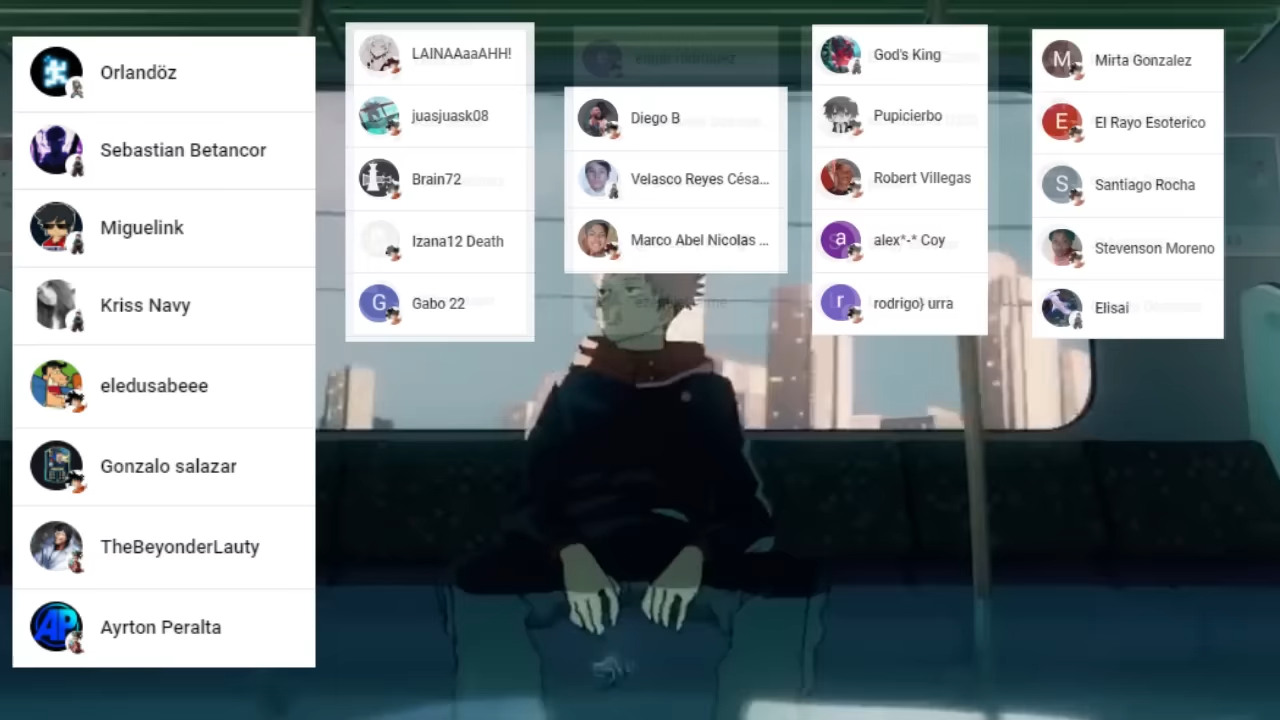 Orlandöz
Sebastian Betancor
Miguelink
Kriss Navy
eledusabeee
Gonzalo salazar
TheBeyonderLauty
AP
Ayrton Peralta
LAINAAaaAHH!
juasjuask08
Brain72
Izana12 Death
G
Gabo 22
Diego B
Velasco Reyes Césa...
Marco Abel Nicolas ...
God's King
Pupicierbo
Robert Villegas
a
alex*-* Coy
r
rodrigo} urra
M
Mirta Gonzalez
E
El Rayo Esoterico
S
Santiago Rocha
Stevenson Moreno
Elisai